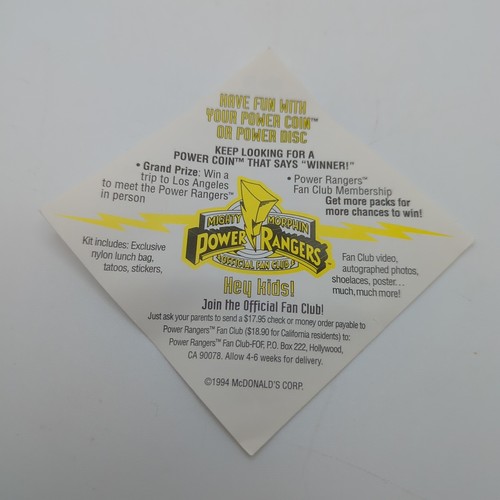 HAVE FUN WITH
YOUR POWER COIN™
OR POWER DISC
KEEP LOOKING FOR A
POWER COIN™ THAT SAYS “WINNER!”
• Grand Prize: Win a
trip to Los Angeles
to meet the Power Rangers™
in person
• Power Rangers™
Fan Club Membership
Get more packs for
more chances to win!
MIGHTY MORPHIN
POWER RANGERS
OFFICIAL FAN CLUB
Kit includes: Exclusive
nylon lunch bag,
tatoos, stickers,
Fan Club video,
autographed photos,
shoelaces, poster...
much, much more!
Hey kids!
Join the Official Fan Club!
Just ask your parents to send a $17.95 check or money order payable to
Power Rangers™ Fan Club ($18.90 for California residents) to:
Power Rangers™ Fan Club-FOF, P.O. Box 222, Hollywood,
CA 90078. Allow 4-6 weeks for delivery.
©1994 McDONALD'S CORP.